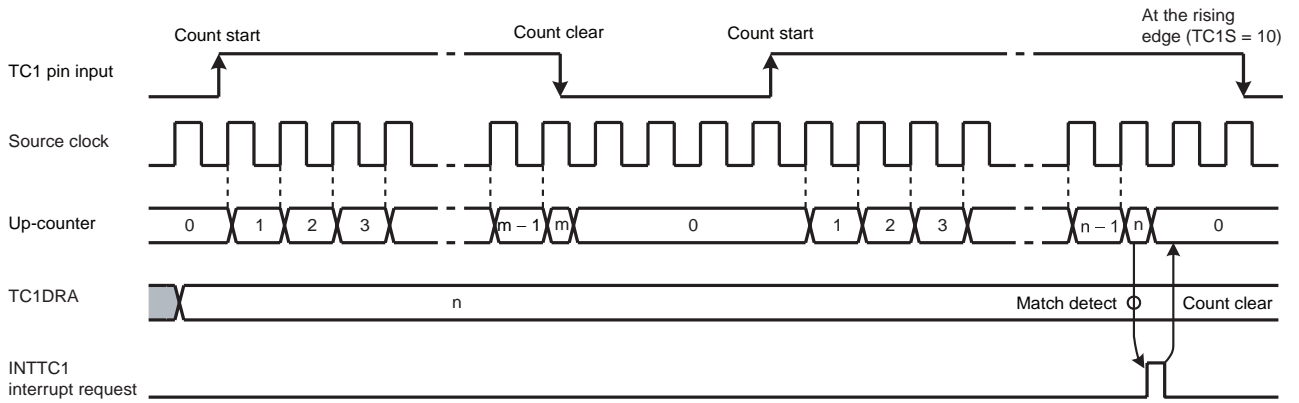 At the rising
edge (TC1S = 10)
Count start
Count clear
Count start
TC1 pin input
Source clock
Up-counter
0 1 2 3 m – 1 m 0 1 2 3 n – 1 n 0
TC1DRA
n
Match detect
Count clear
INTTC1
interrupt request